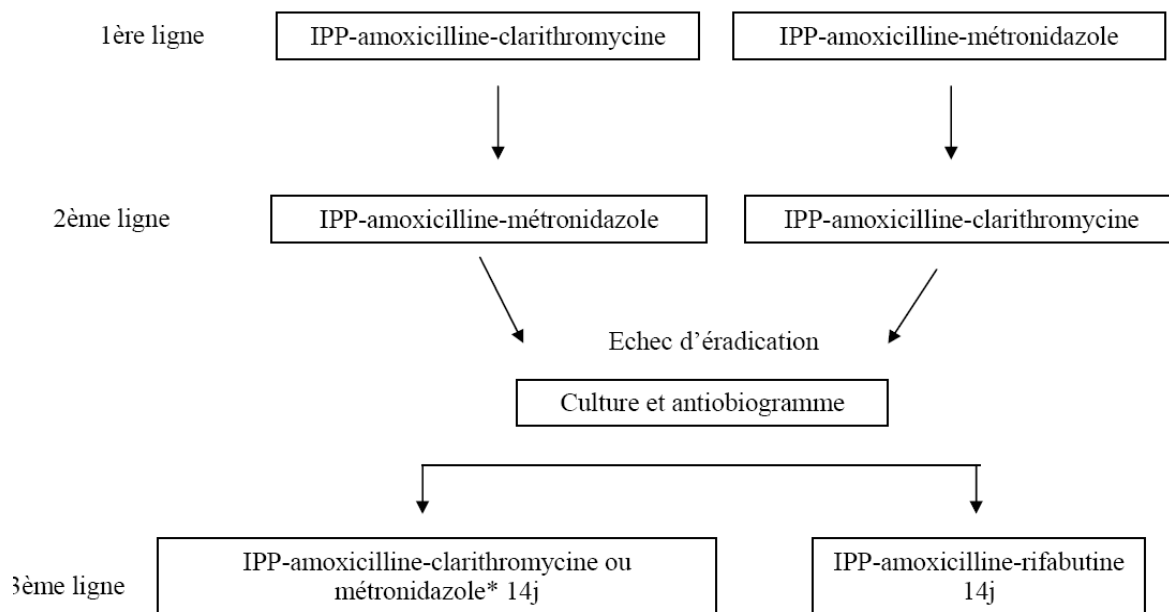 1ère ligne
IPP-amoxicilline-clarithromycine
IPP-amoxicilline-métronidazole
2ème ligne
IPP-amoxicilline-métronidazole
IPP-amoxicilline-clarithromycine
Echec d’éradication
Culture et antiobiogramme
3ème ligne
IPP-amoxicilline-clarithromycine ou
métronidazole* 14j
IPP-amoxicilline-rifabutine
14j